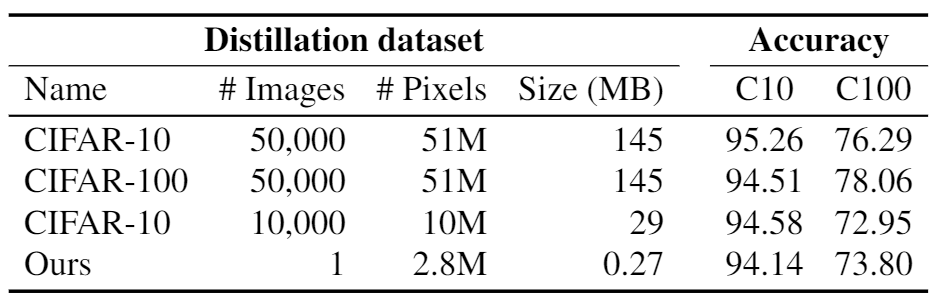 Distillation dataset Accuracy
Name # Images # Pixels Size (MB) C10 C100
CIFAR-10 50,000 51M 145 95.26 76.29
CIFAR-100 50,000 51M 145 94.51 78.06
CIFAR-10 10,000 10M 29 94.58 72.95
Ours 1 2.8M 0.27 94.14 73.80